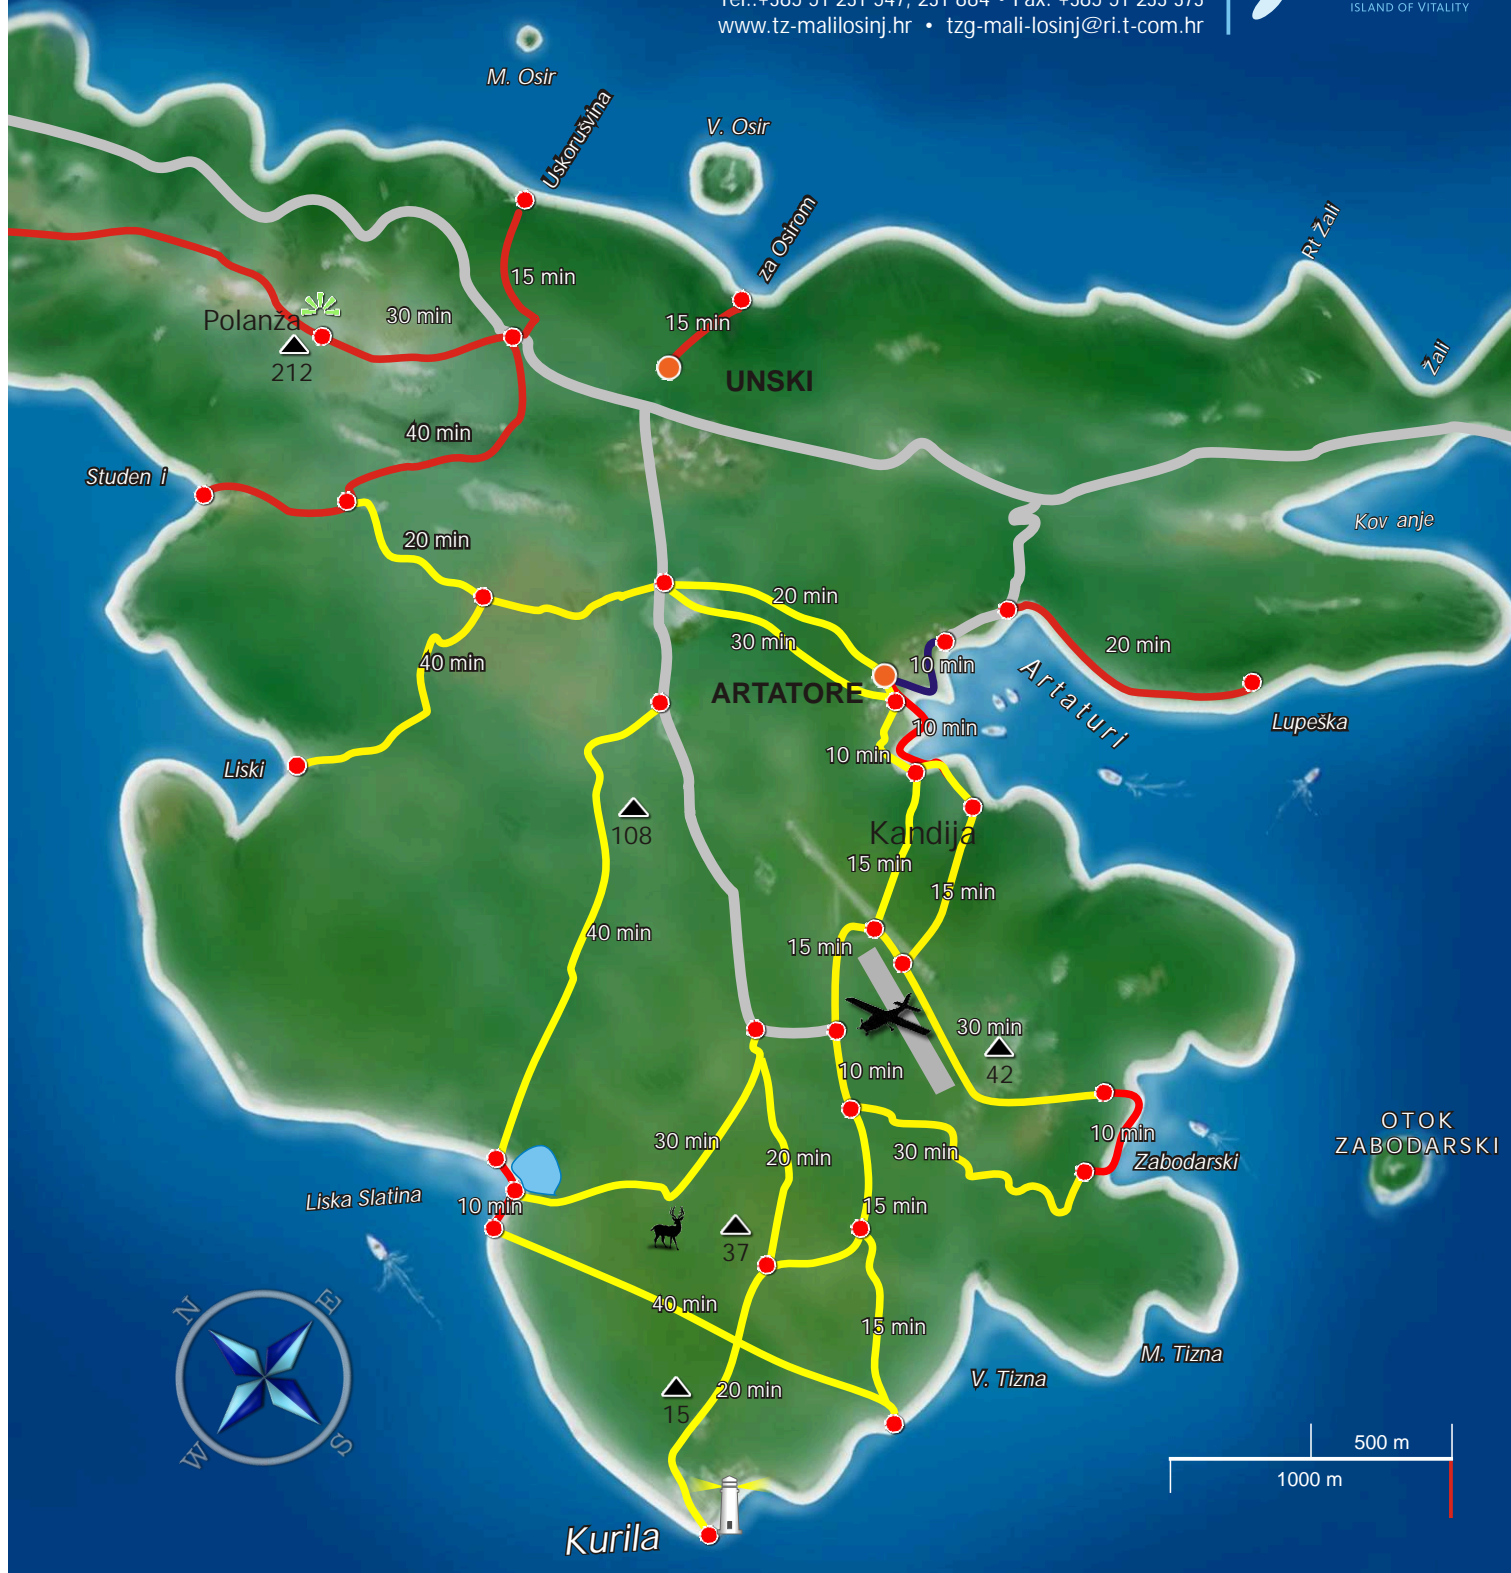 ISLAND OF VITALITY
www.tz-malilosinj.hr • tzg-mali-losinj@ri.t-com.hr
M. Osir
Uskorušvina
V. Osir
za Osirom
Rt Žali
15 min
30 min
15 min
Polanža
212
UNSKI
Žali
40 min
Studen i
Kov anje
20 min
20 min
30 min
10 min
20 min
40 min
ARTATORE
Artaturi
Lupeška
10 min
10 min
Liski
108
Kandija
15 min
15 min
40 min
15 min
30 min
42
10 min
OTOK
ZABODARSKI
10 min
30 min
20 min
30 min
Zabodarski
Liska Slatina
10 min
15 min
37
40 min
15 min
N
E
W
S
M. Tizna
V. Tizna
20 min
15
500 m
1000 m
Kurila